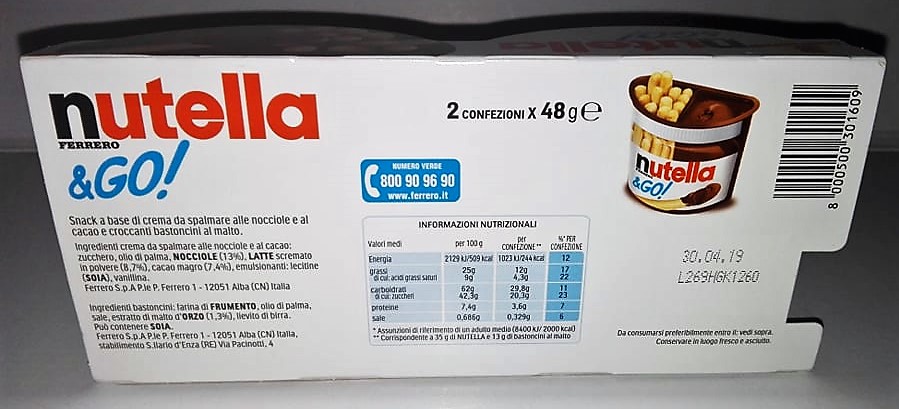 nutella
FERRERO
&GO!
Snack a base di crema da spalmare alle nocciole e al
cacao e croccanti bastoncini al malto.
Ingredienti crema da spalmare alle nocciole e al cacao:
zucchero, olio di palma, NOCCIOLE (13%), LATTE scremato
in polvere (8,7%), cacao magro (7,4%), emulsionanti: lecitine
(SOIA), vanillina.
Ferrero S.p.A P.le P. Ferrero 1 - 12051 Alba (CN) Italia
Ingredienti bastoncini: farina di FRUMENTO, olio di palma,
sale, estratto di malto d'ORZO (1,3%), lievito di birra.
Può contenere SOIA.
Ferrero S.p.A P.le P. Ferrero 1 - 12051 Alba (CN) Italia,
stabilimento S.Ilario d'Enza (RE) Via Pacinotti, 4
2 CONFEZIONI X 48 g e
NUMERO VERDE
800 90 96 90
www.ferrero.it
INFORMAZIONI NUTRIZIONALI
Valori medi per 100 g per CONFEZIONE** %* PER CONFEZIONE
Energia 2129 kJ/509 kcal 1023 kJ/244 kcal 12
grassi 25g 12g 17
di cui: acidi grassi saturi 9g 4,3g 22
carboidrati 62g 29,8g 11
di cui: zuccheri 42,3g 20,3g 23
proteine 7,4g 3,6g 7
sale 0,686g 0,329g 6
* Assunzioni di riferimento di un adulto medio (8400 kJ/ 2000 kcal)
** Corrispondente a 35 g di NUTELLA e 13 g di bastoncini al malto
nutella
&GO!
8 000500 301609
30.04.19
L269HGK1260
Da consumarsi preferibilmente entro il: vedi sopra.
Conservare in luogo fresco e asciutto.
nutella